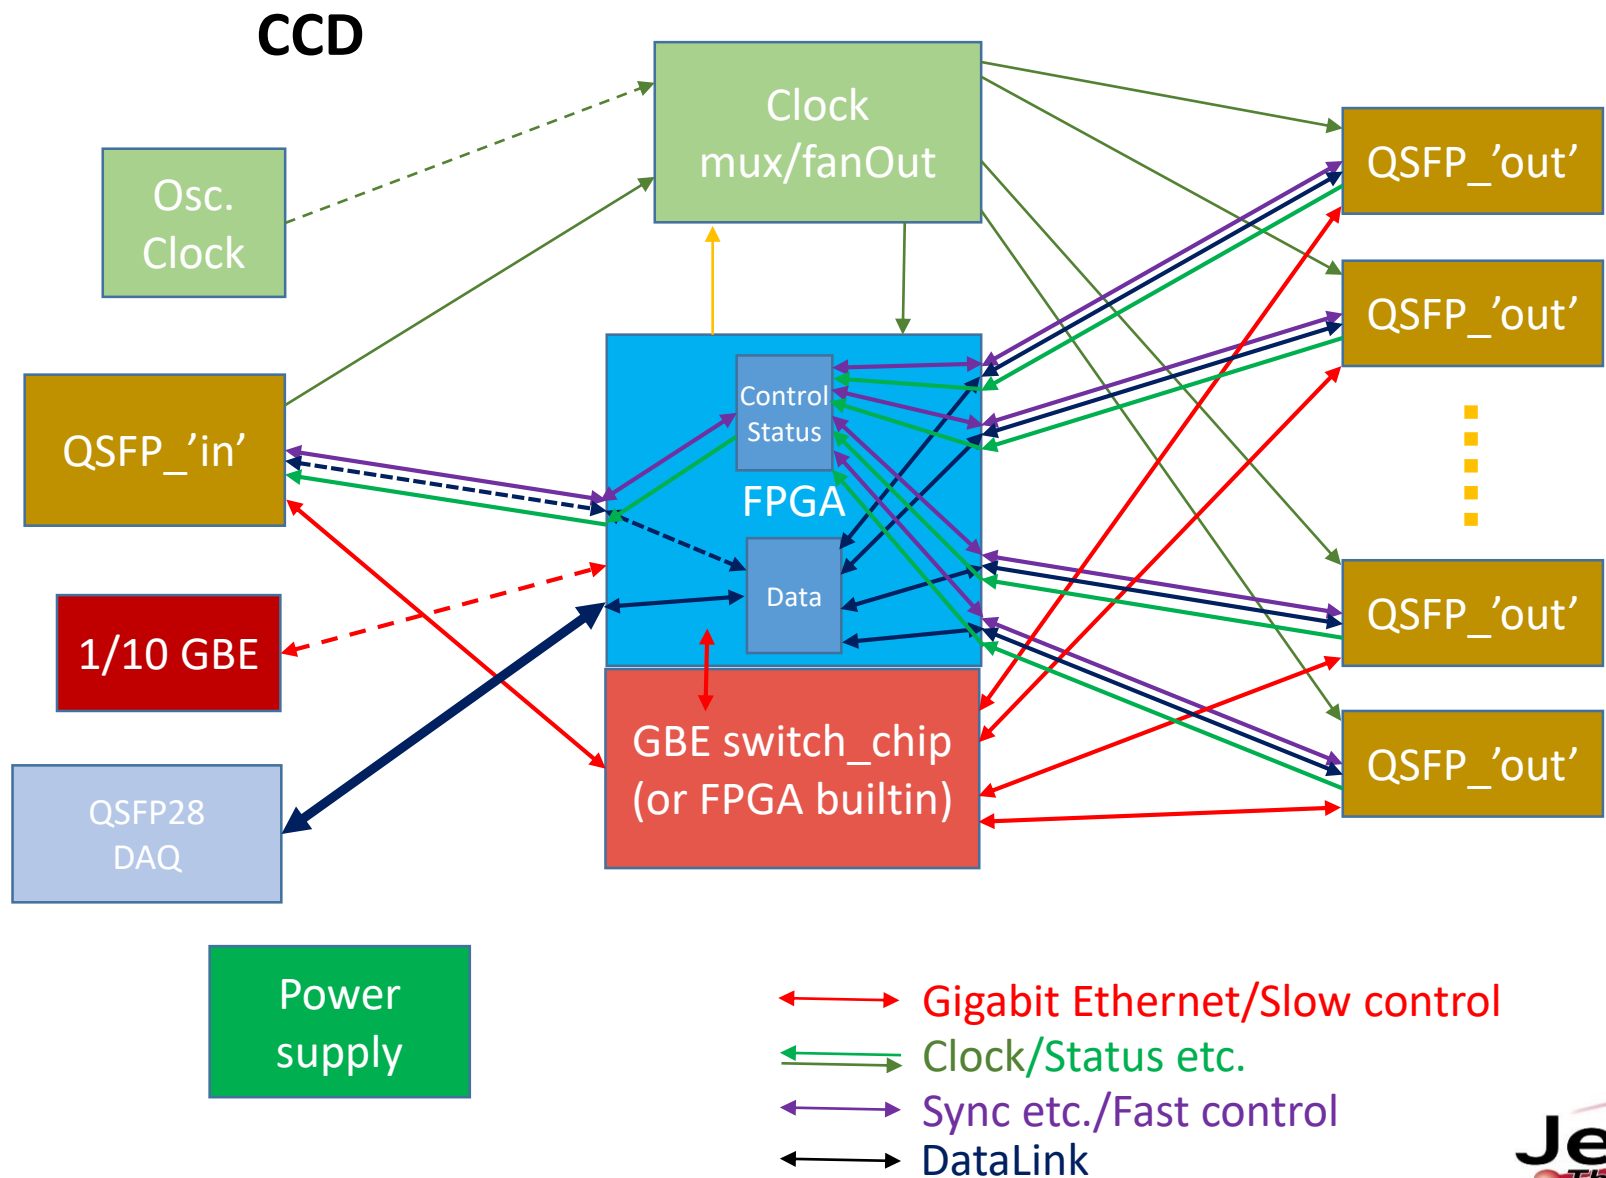 CCD
Clock
mux/fanOut
Osc.
Clock
QSFP_’out’
QSFP_’out’
QSFP_’in’
Control
Status
FPGA
Data
1/10 GBE
QSFP_’out’
GBE switch_chip
(or FPGA builtin)
QSFP_’out’
QSFP28
DAQ
Power
supply
Gigabit Ethernet/Slow control
Clock/Status etc.
Sync etc./Fast control
DataLink
Je
Th